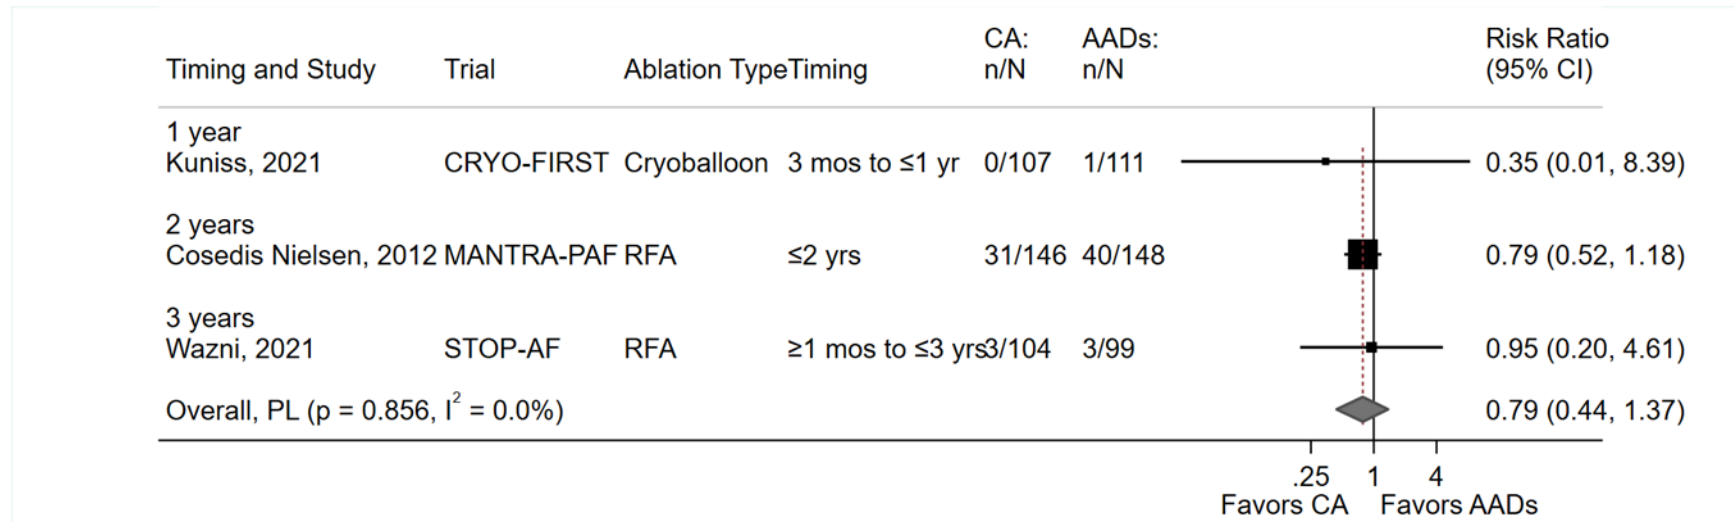 CA: AADs: Risk Ratio
Timing and Study Trial Ablation TypeTiming n/N n/N (95% CI)
1 year
Kuniss, 2021 CRYO-FIRST Cryoballoon 3 mos to ≤1 yr 0/107 1/111 0.35 (0.01, 8.39)
2 years
Cosedis Nielsen, 2012 MANTRA-PAF RFA ≤2 yrs 31/146 40/148 0.79 (0.52, 1.18)
3 years
Wazni, 2021 STOP-AF RFA ≥1 mos to ≤3 yrs3/104 3/99 0.95 (0.20, 4.61)
Overall, PL (p = 0.856, I² = 0.0%) 0.79 (0.44, 1.37)
.25 1 4
Favors CA Favors AADs